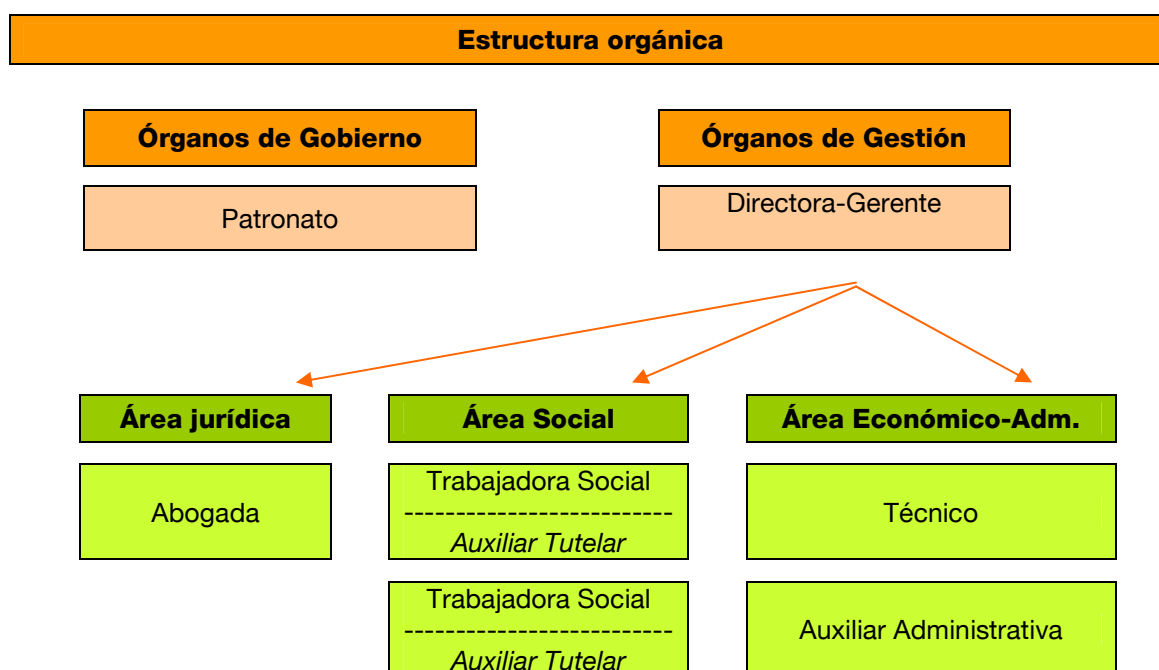 Estructura orgánica
Órganos de Gobierno
Órganos de Gestión
Patronato
Directora-Gerente
Área jurídica
Área Social
Área Económico-Adm.
Abogada
Trabajadora Social
--------------------------
Auxiliar Tutelar
Técnico
Trabajadora Social
--------------------------
Auxiliar Tutelar
Auxiliar Administrativa